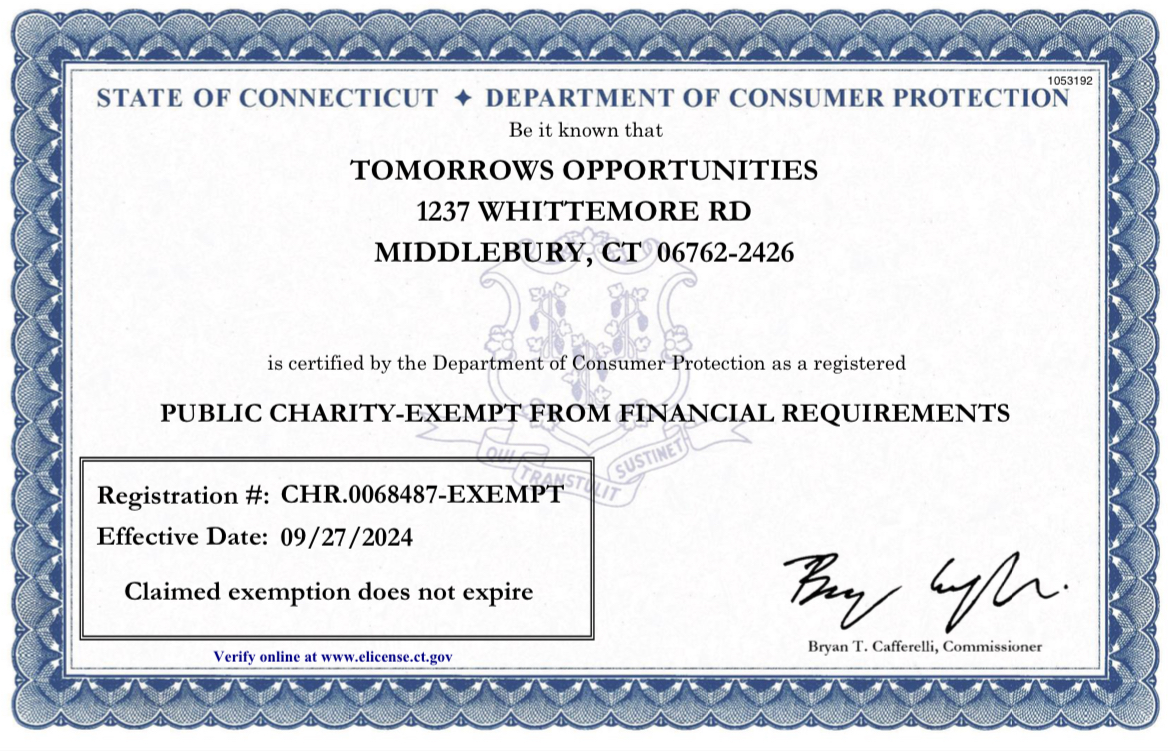 1053192
STATE OF CONNECTICUT ✦ DEPARTMENT OF CONSUMER PROTECTION
Be it known that
TOMORROWS OPPORTUNITIES
1237 WHITTEMORE RD
MIDDLEBURY, CT 06762-2426
is certified by the Department of Consumer Protection as a registered
PUBLIC CHARITY-EXEMPT FROM FINANCIAL REQUIREMENTS
QUI TRANSTULIT SUSTINET
Registration #: CHR.0068487-EXEMPT
Effective Date: 09/27/2024
Claimed exemption does not expire
Verify online at www.elicense.ct.gov
Bryan T. Cafferelli, Commissioner